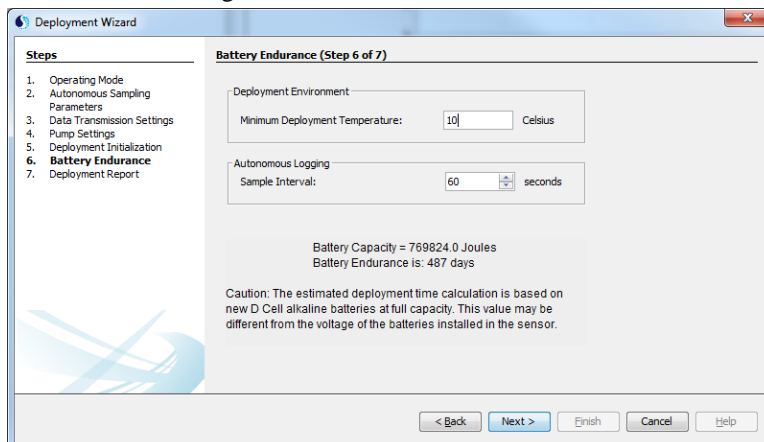 Deployment Wizard
Steps
1. Operating Mode
2. Autonomous Sampling
Parameters
3. Data Transmission Settings
4. Pump Settings
5. Deployment Initialization
6. Battery Endurance
7. Deployment Report
Battery Endurance (Step 6 of 7)
Deployment Environment
Minimum Deployment Temperature: 10 Celsius
Autonomous Logging
Sample Interval: 60 seconds
Battery Capacity = 769824.0 Joules
Battery Endurance is: 487 days
Caution: The estimated deployment time calculation is based on
new D Cell alkaline batteries at full capacity. This value may be
different from the voltage of the batteries installed in the sensor.
< Back Next > Finish Cancel Help